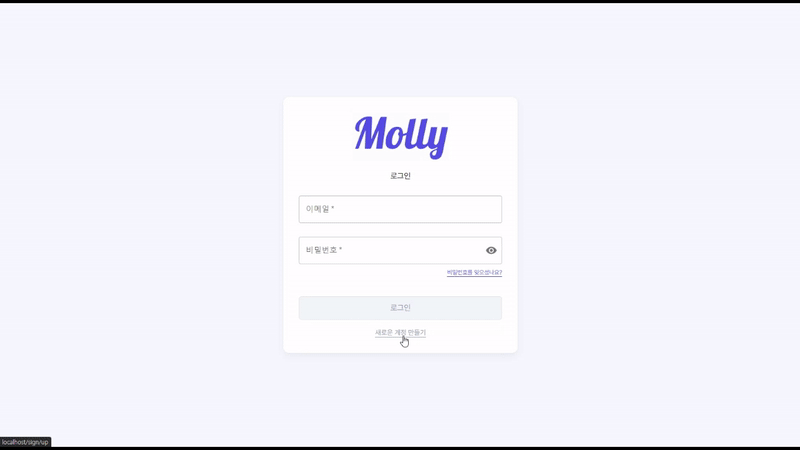 Molly
로그인
이메일 *
비밀번호 *
비밀번호를 잊으셨나요?
로그인
새로운 계정 만들기
localhost/sign/up